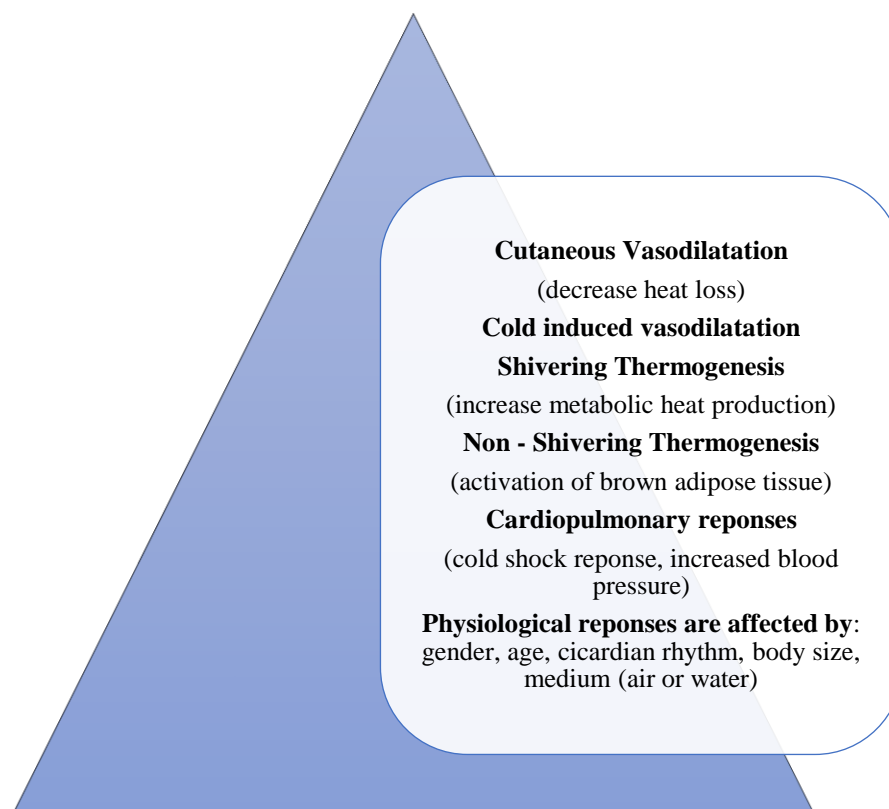 Cutaneous Vasodilatation
(decrease heat loss)
Cold induced vasodilatation
Shivering Thermogenesis
(increase metabolic heat production)
Non - Shivering Thermogenesis
(activation of brown adipose tissue)
Cardiopulmonary reponses
(cold shock reponse, increased blood
pressure)
Physiological reponses are affected by:
gender, age, cicardian rhythm, body size,
medium (air or water)